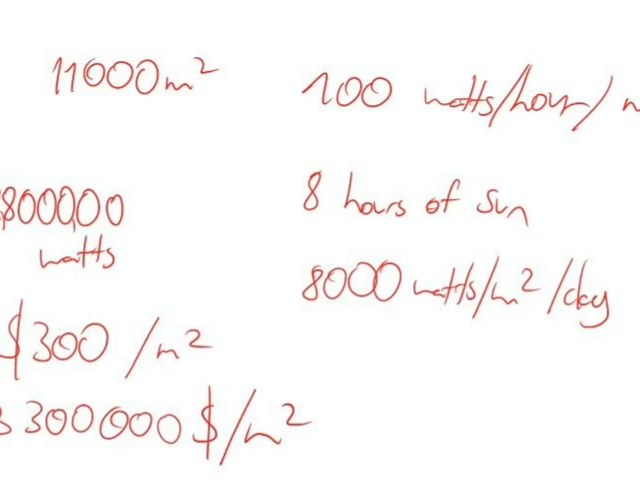 11000m²
100 watts/hour/
8 hours of sun
800000
watts
8000 watts/m²/day
$300 /m²
300000 $/m²